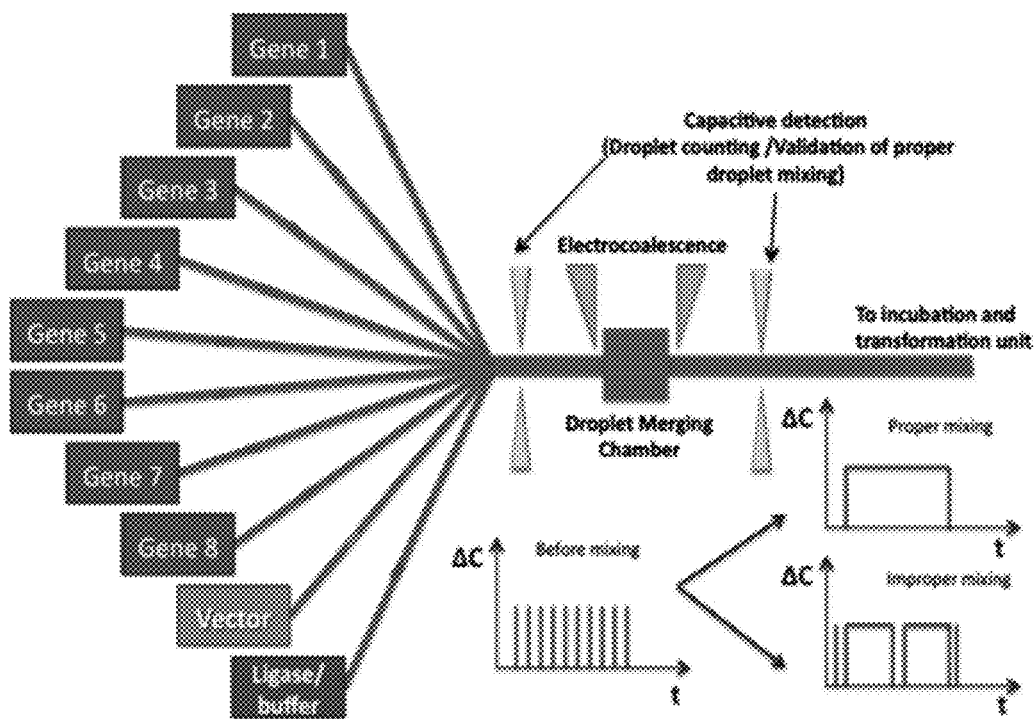 Gene 1
Gene 2
Gene 3
Gene 4
Gene 5
Gene 6
Gene 7
Gene 8
Vector
Ligase/
buffer
Capacitive detection
(Droplet counting /Validation of proper
droplet mixing)
Electrocoalescence
To incubation and
transformation unit
Droplet Merging
Chamber
ΔC
Before mixing
t
ΔC
Proper mixing
t
ΔC
Improper mixing
t